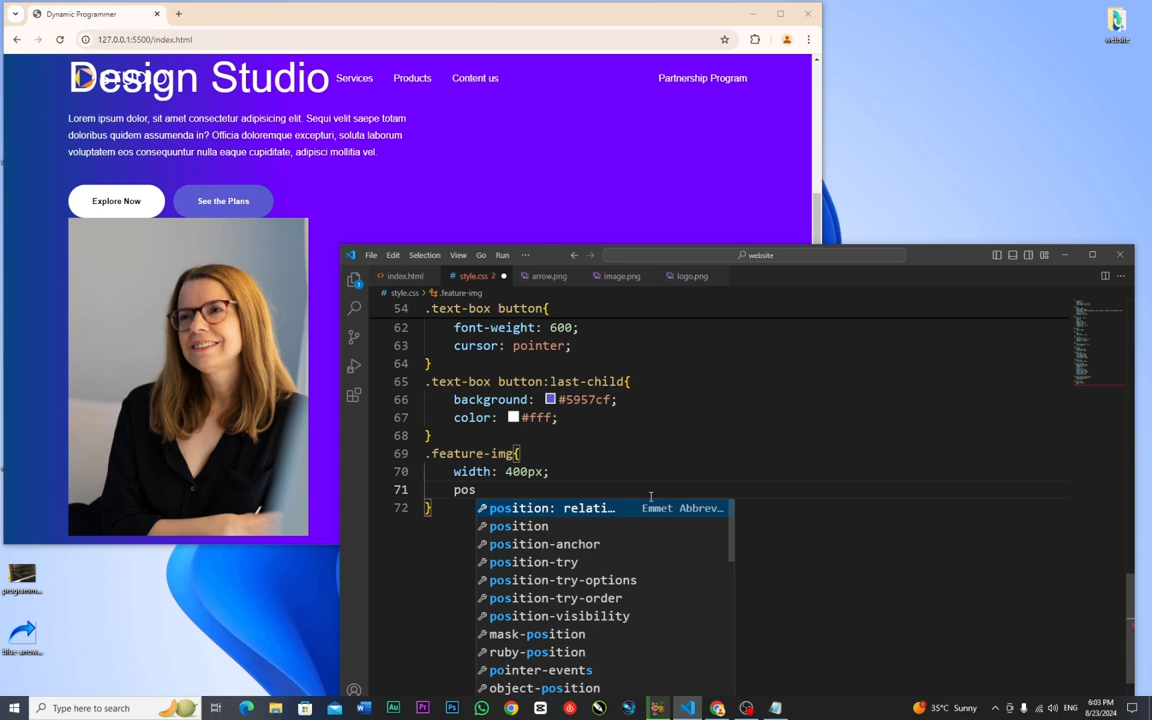 Dynamic Programmer
127.0.0.1:5500/index.html
website
Design Studio
Services
Products
Content us
Partnership Program
Lorem ipsum dolor, sit amet consectetur adipisicing elit. Sequi velit saepe totam
doloribus quidem assumenda in? Officia doloremque excepturi, soluta laborum
voluptatem eos consequuntur nulla eaque cupiditate, adipisci mollitia vel.
Explore Now
See the Plans
File Edit Selection View Go Run ···
website
index.html
style.css 2
arrow.png
image.png
logo.png
style.css > .feature-img
54 .text-box button{
62 font-weight: 600;
63 cursor: pointer;
64 }
65 .text-box button:last-child{
66 background: #5957cf;
67 color: #fff;
68 }
69 .feature-img{
70 width: 400px;
71 pos
72 }
position: relati… Emmet Abbrev…
position
position-anchor
position-try
position-try-options
position-try-order
position-visibility
mask-position
ruby-position
pointer-events
object-position
programm...
blue-arrow...
Type here to search
35°C Sunny
ENG
6:03 PM
8/23/2024